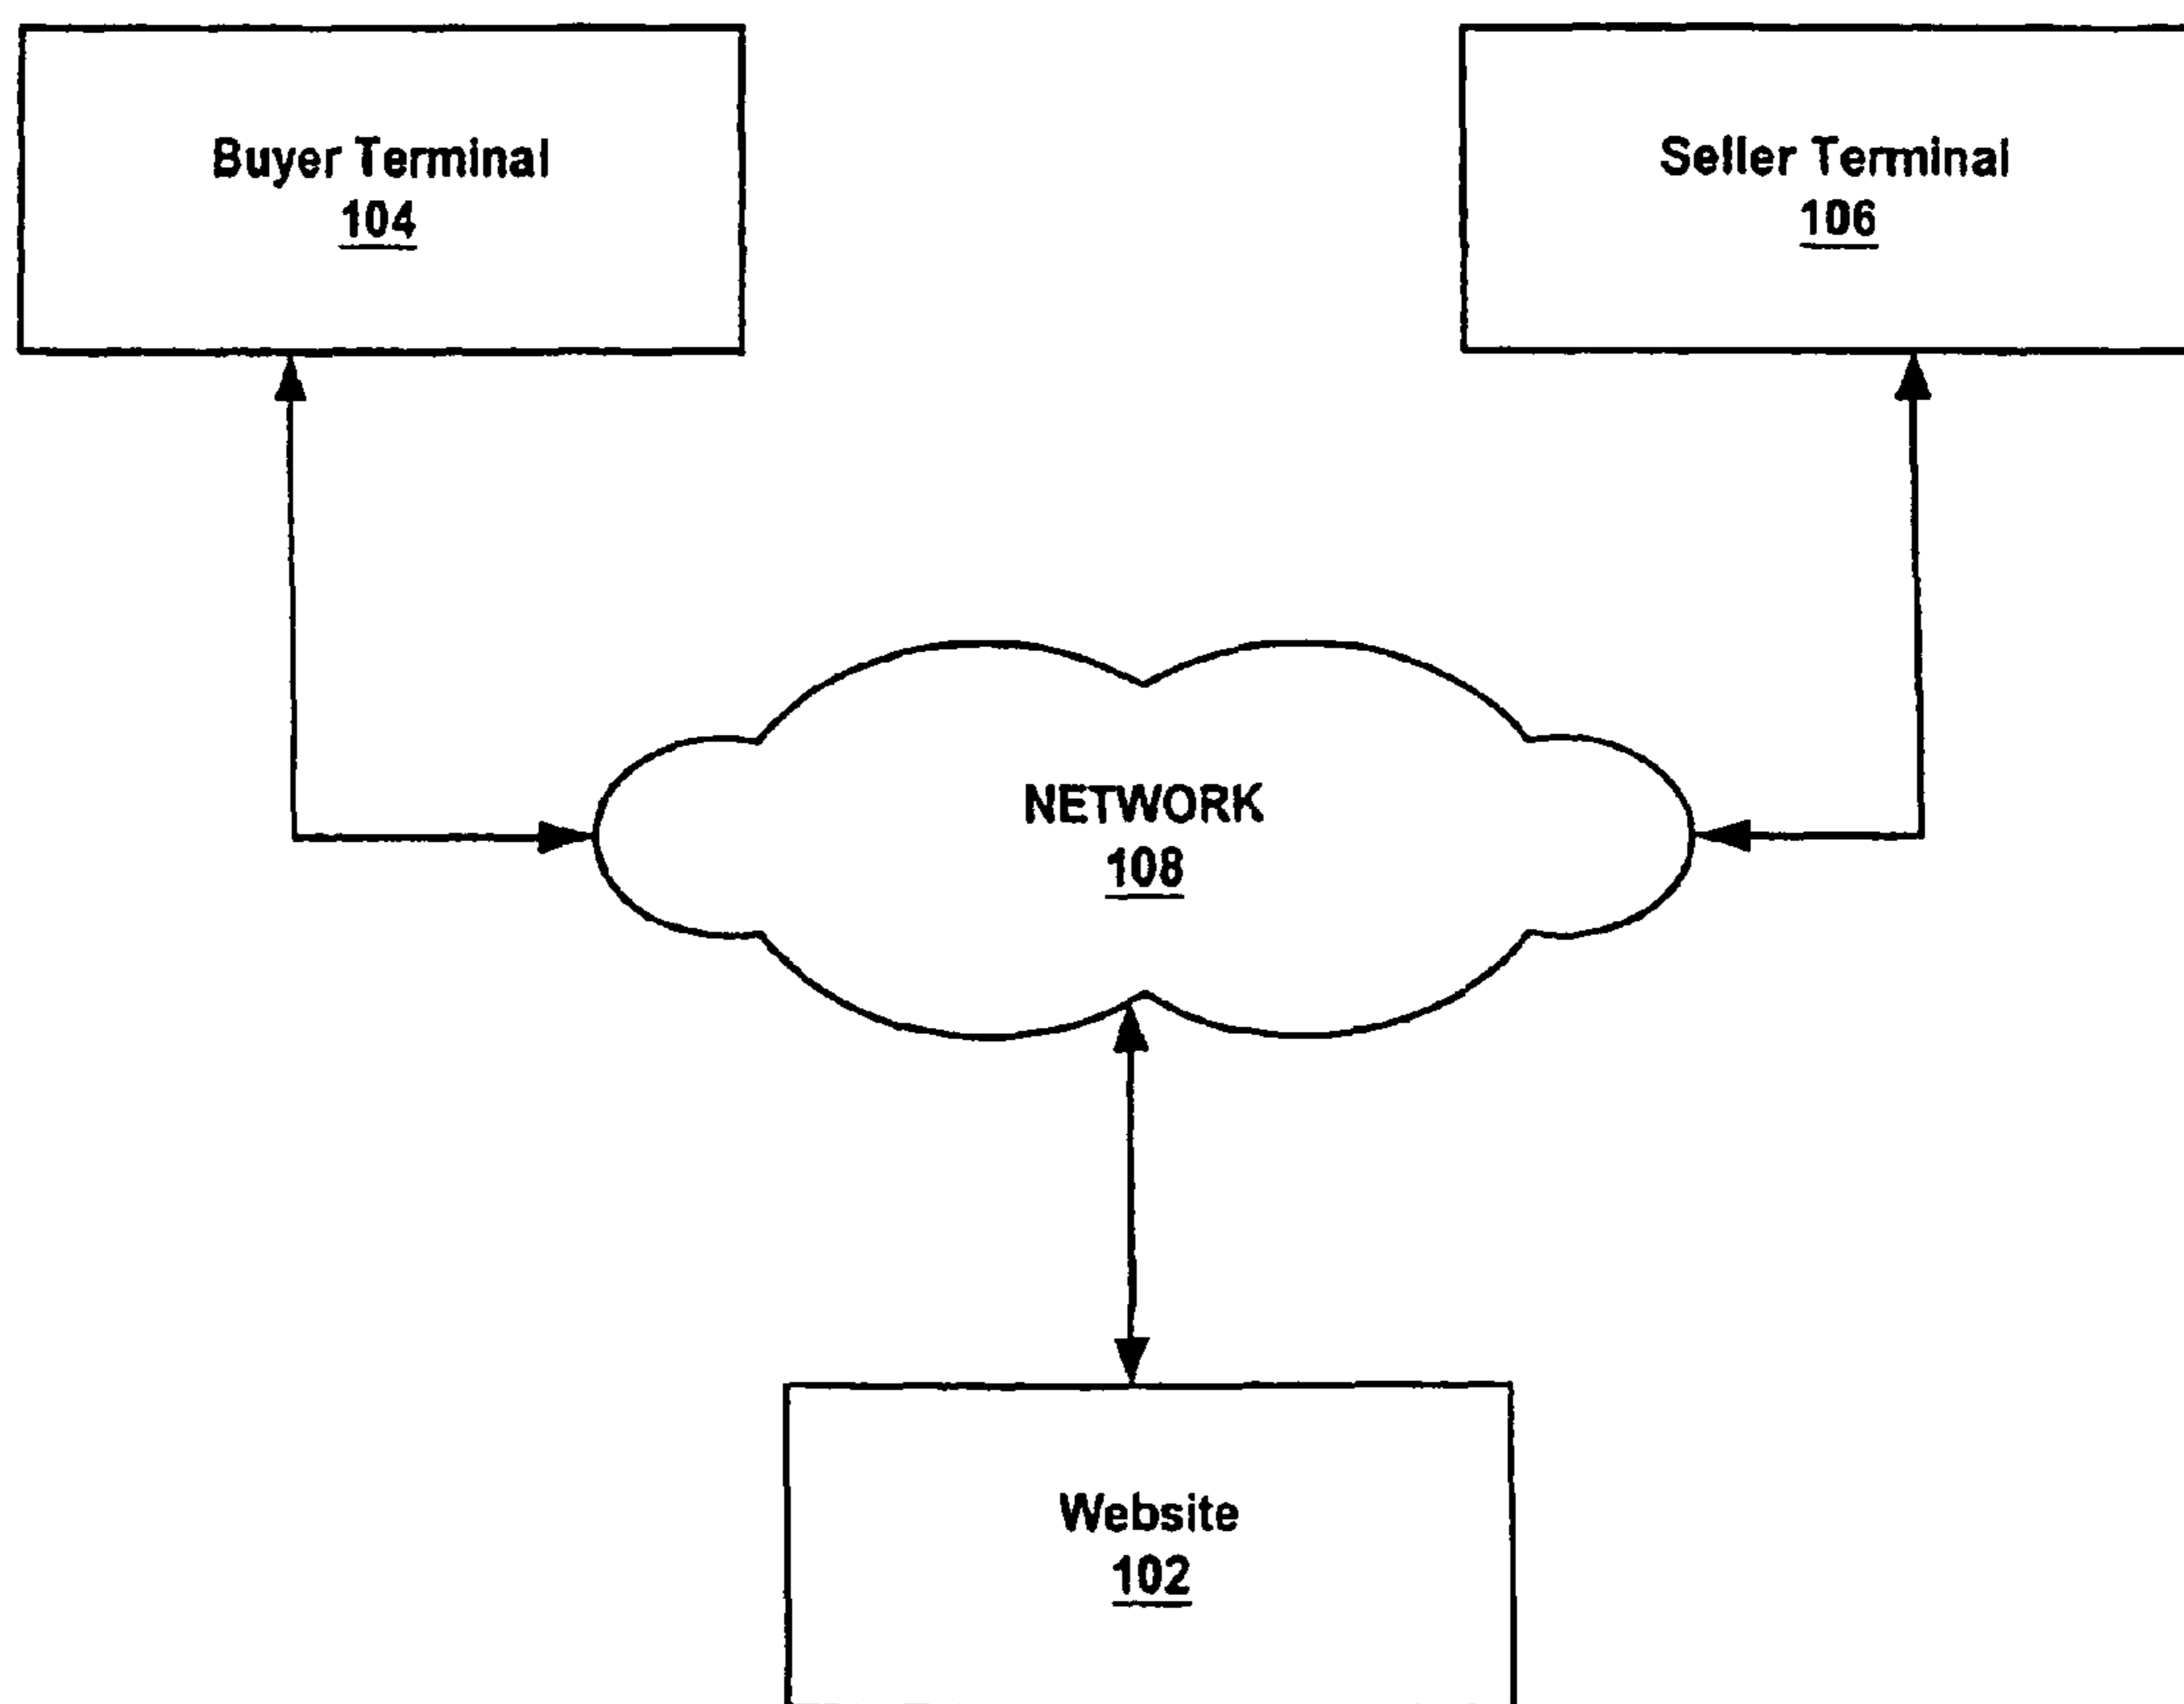 Buyer Terminal
104
Seller Terminal
106
NETWORK
108
Website
102